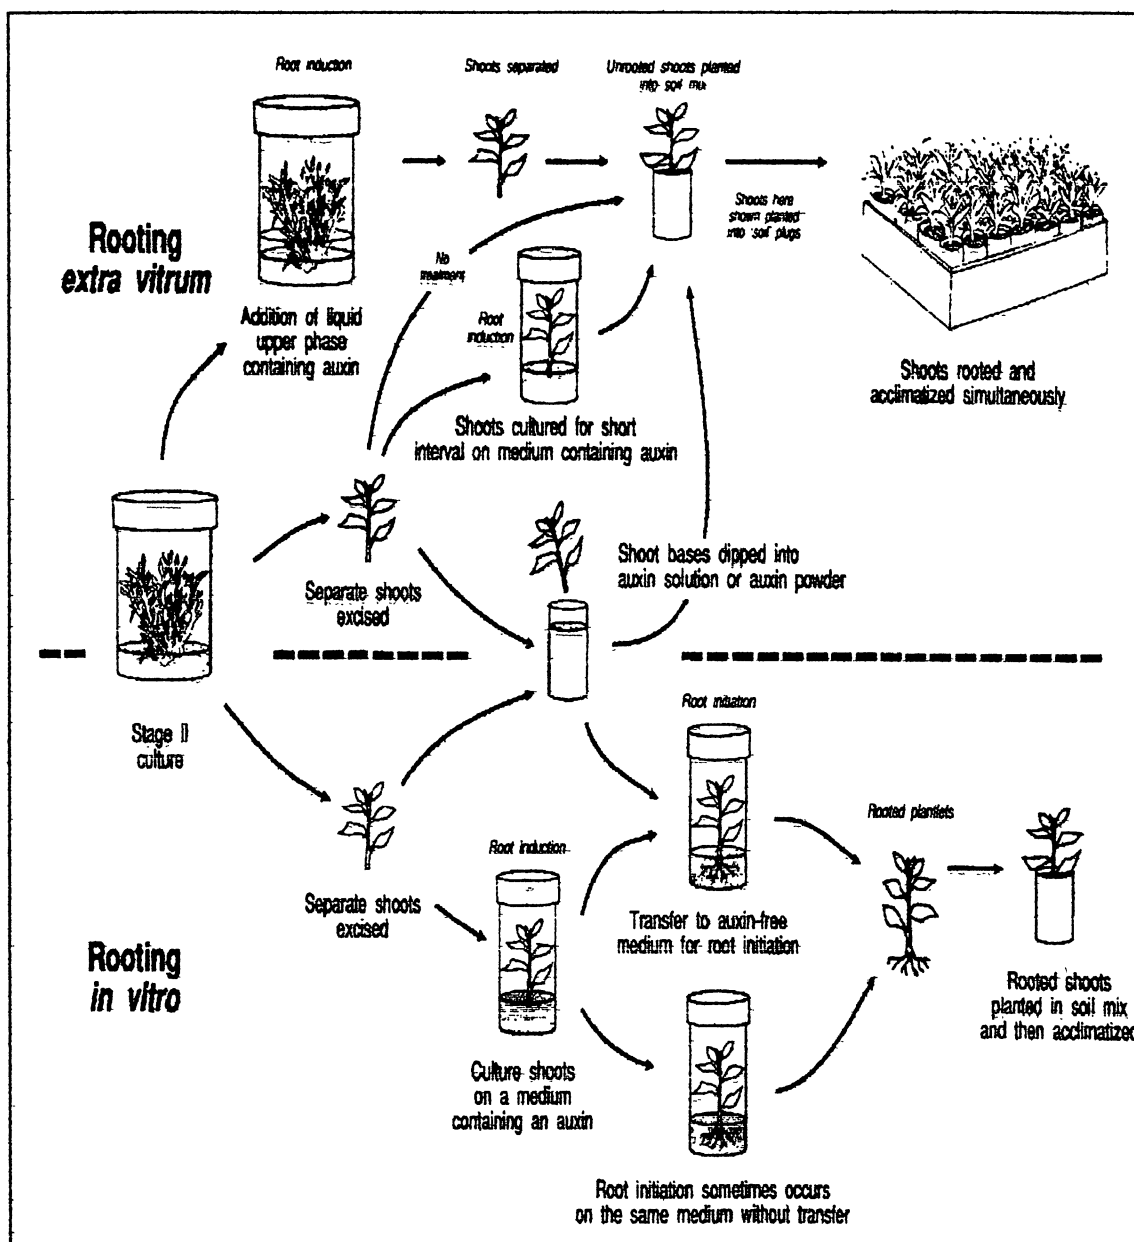 Root induction
Shoots separated
Unrooted shoots planted
into soil mix
Rooting
extra vitrum
Addition of liquid
upper phase
containing auxin
No
treatment
Root
induction
Shoots here
shown planted
into 'soil' plugs
Shoots rooted and
acclimatized simultaneously
Shoots cultured for short
interval on medium containing auxin
Separate shoots
excised
Shoot bases dipped into
auxin solution or auxin powder
Stage II
culture
Root initiation
Separate shoots
excised
Root induction
Rooted plantlets
Transfer to auxin-free
medium for root initiation
Rooting
in vitro
Rooted shoots
planted in soil mix
and then acclimatized
Culture shoots
on a medium
containing an auxin
Root initiation sometimes occurs
on the same medium without transfer